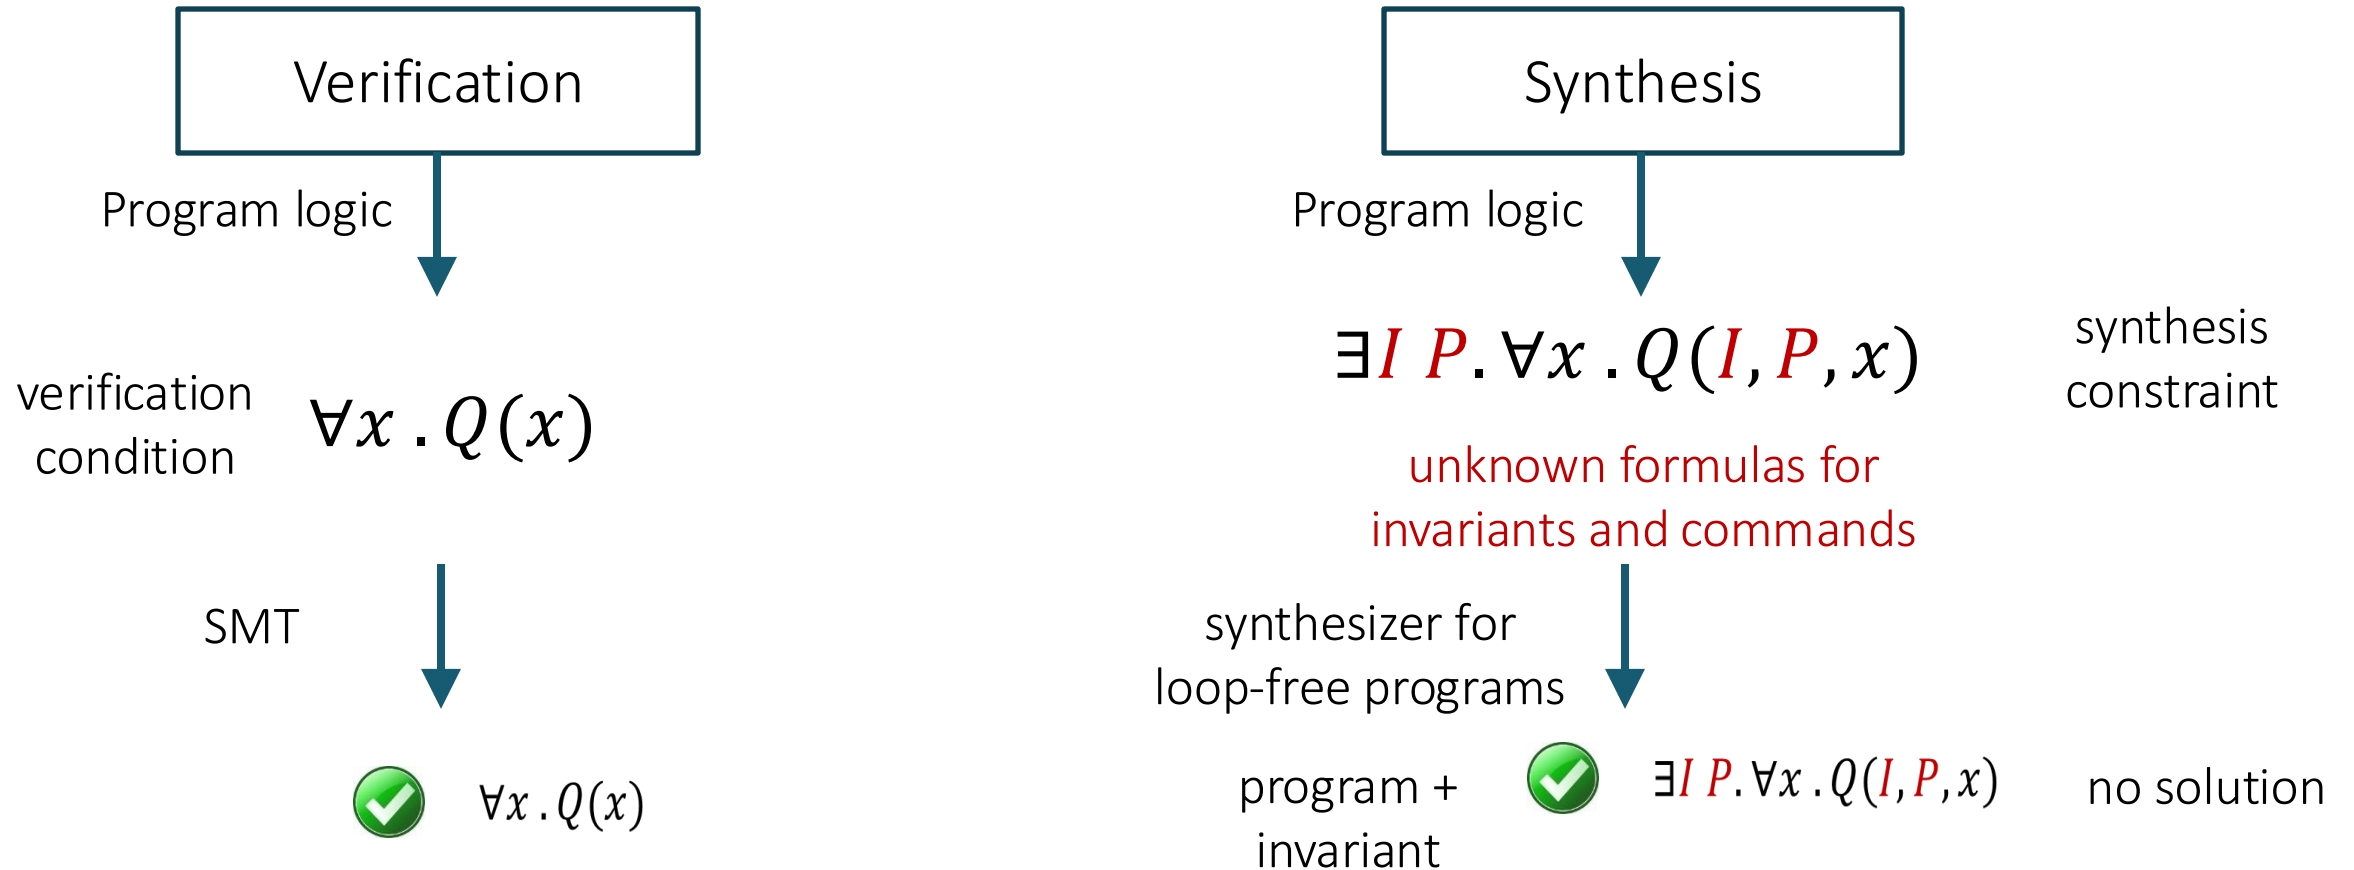 Verification
Program logic
verification
condition
∀x . Q(x)
SMT
∀x . Q(x)
Synthesis
Program logic
∃I P. ∀x . Q(I, P, x)
synthesis
constraint
unknown formulas for
invariants and commands
synthesizer for
loop-free programs
program +
invariant
∃I P. ∀x . Q(I, P, x)
no solution